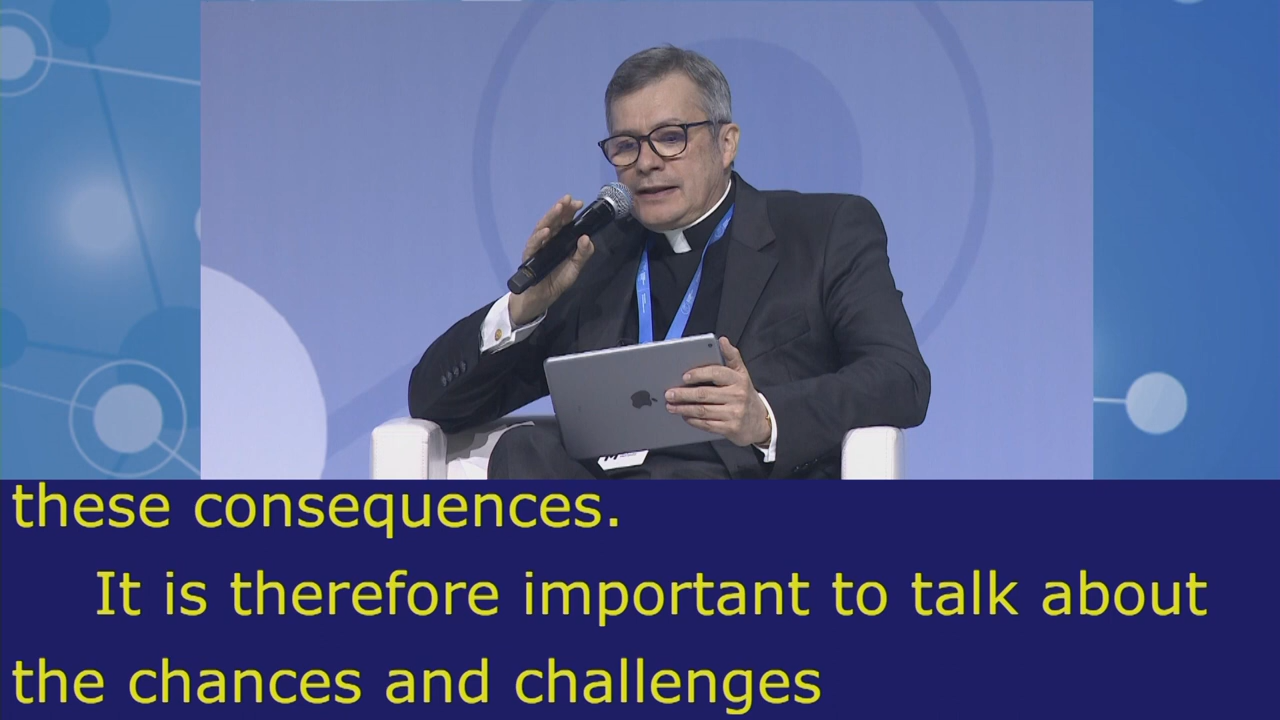 these consequences.
It is therefore important to talk about
the chances and challenges